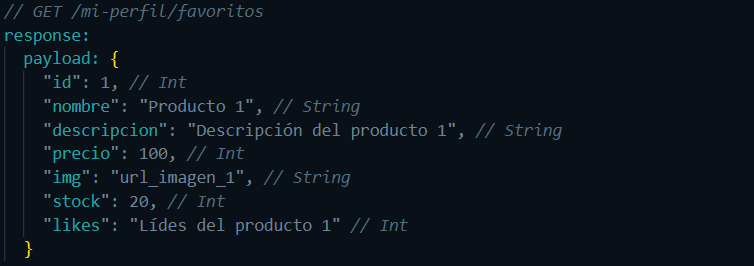 // GET /mi-perfil/favoritos
response:
payload: {
"id": 1, // Int
"nombre": "Producto 1", // String
"descripcion": "Descripción del producto 1", // String
"precio": 100, // Int
"img": "url_imagen_1", // String
"stock": 20, // Int
"likes": "Lídes del producto 1" // Int
}